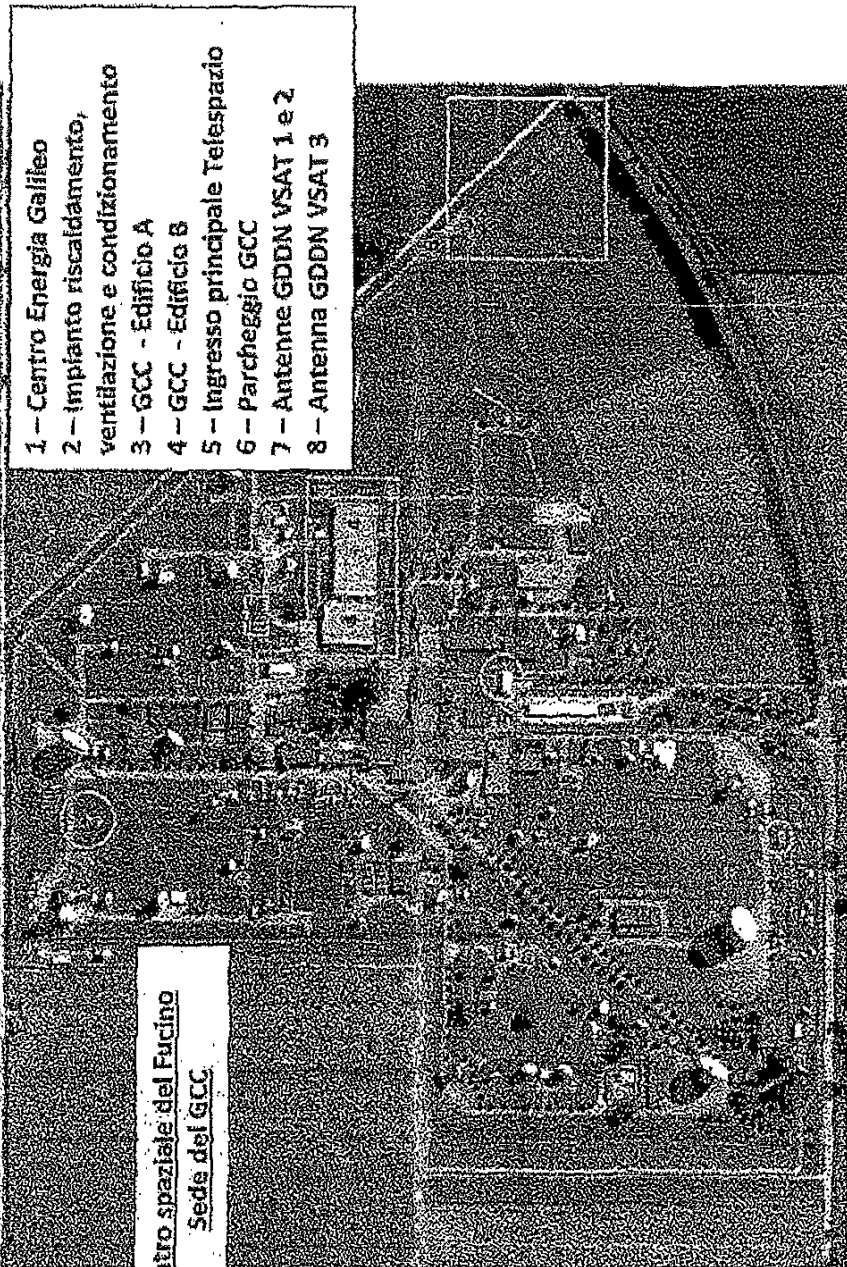 1 – Centro Energia Galileo
2 – Impianto riscaldamento,
ventilazione e condizionamento
3 – GCC - Edificio A
4 – GCC - Edificio B
5 – Ingresso principale Telespazio
6 – Parcheggio GCC
7 – Antenne GDDN VSAT 1 e 2
8 – Antenna GDDN VSAT 3
tro spaziale del Fucino
Sede del GCC